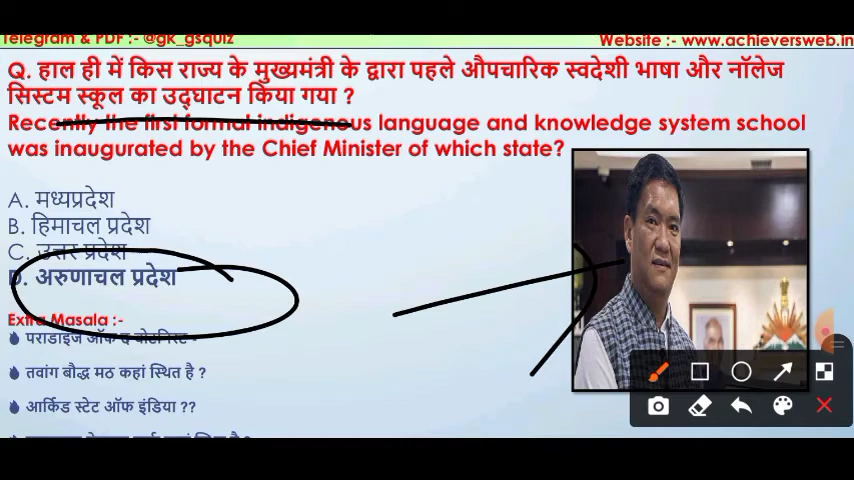 Telegram & PDF :- @gk_gsquiz
Website :- www.achieversweb.in
Q. हाल ही में किस राज्य के मुख्यमंत्री के द्वारा पहले औपचारिक स्वदेशी भाषा और नॉलेज
सिस्टम स्कूल का उद्घाटन किया गया ?
Recently the first formal indigenous language and knowledge system school
was inaugurated by the Chief Minister of which state?
A. मध्यप्रदेश
B. हिमाचल प्रदेश
C. उत्तर प्रदेश
D. अरुणाचल प्रदेश
Extra Masala :-
पैराडाइज ऑफ द बोटनिस्ट -
तवांग बौद्ध मठ कहां स्थित है ?
आर्किड स्टेट ऑफ इंडिया ??